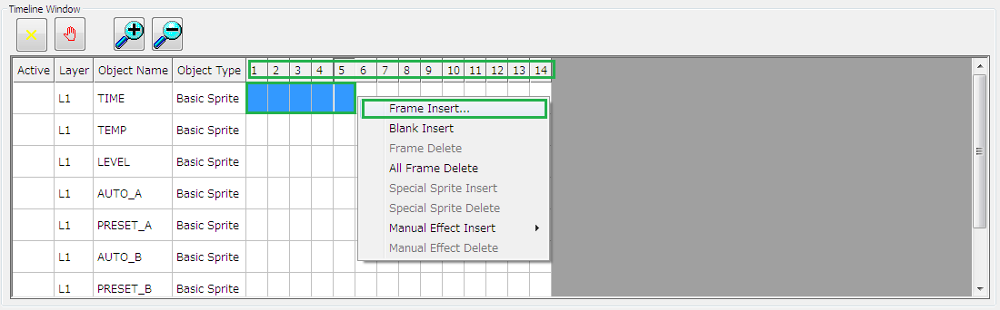 Timeline Window
Active Layer Object Name Object Type 1 2 3 4 5 6 7 8 9 10 11 12 13 14
L1 TIME Basic Sprite
L1 TEMP Basic Sprite
L1 LEVEL Basic Sprite
L1 AUTO_A Basic Sprite
L1 PRESET_A Basic Sprite
L1 AUTO_B Basic Sprite
L1 PRESET_B Basic Sprite
Frame Insert...
Blank Insert
Frame Delete
All Frame Delete
Special Sprite Insert
Special Sprite Delete
Manual Effect Insert
Manual Effect Delete